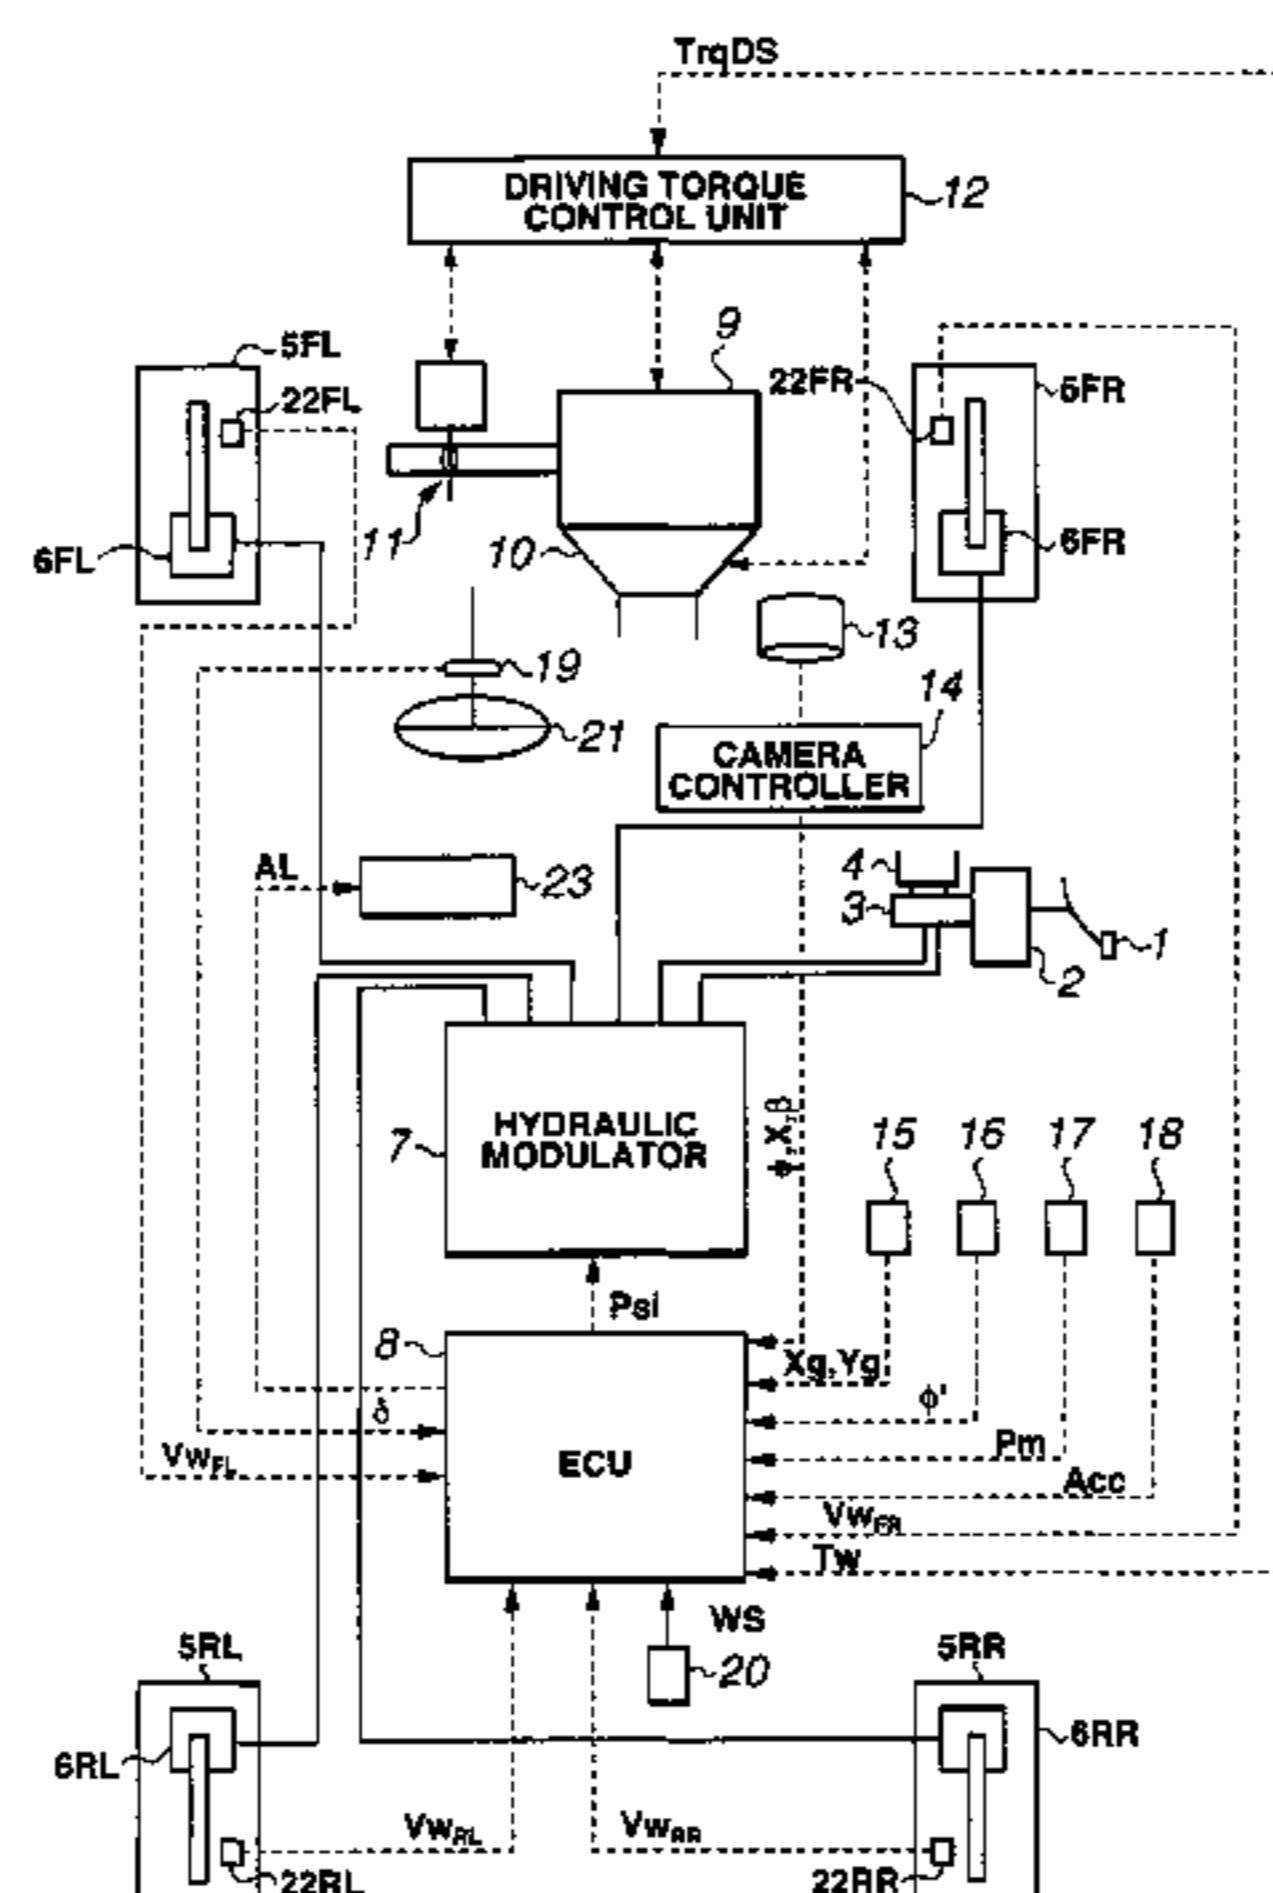 TrqDS
DRIVING TORQUE
CONTROL UNIT
12
9
5FL
22FL
22FR
5FR
11
10
6FL
6FR
13
19
14
21
CAMERA
CONTROLLER
AL
23
4
3
1
2
HYDRAULIC
MODULATOR
7
ϕ,X,β
15
16
17
18
Psi
8
Xg,Yg
ϕ'
δ
VwFL
ECU
Pm
Acc
VwFR
Tw
WS
5RL
20
5RR
6RL
6RR
VwRL
VwRR
22RL
22RR